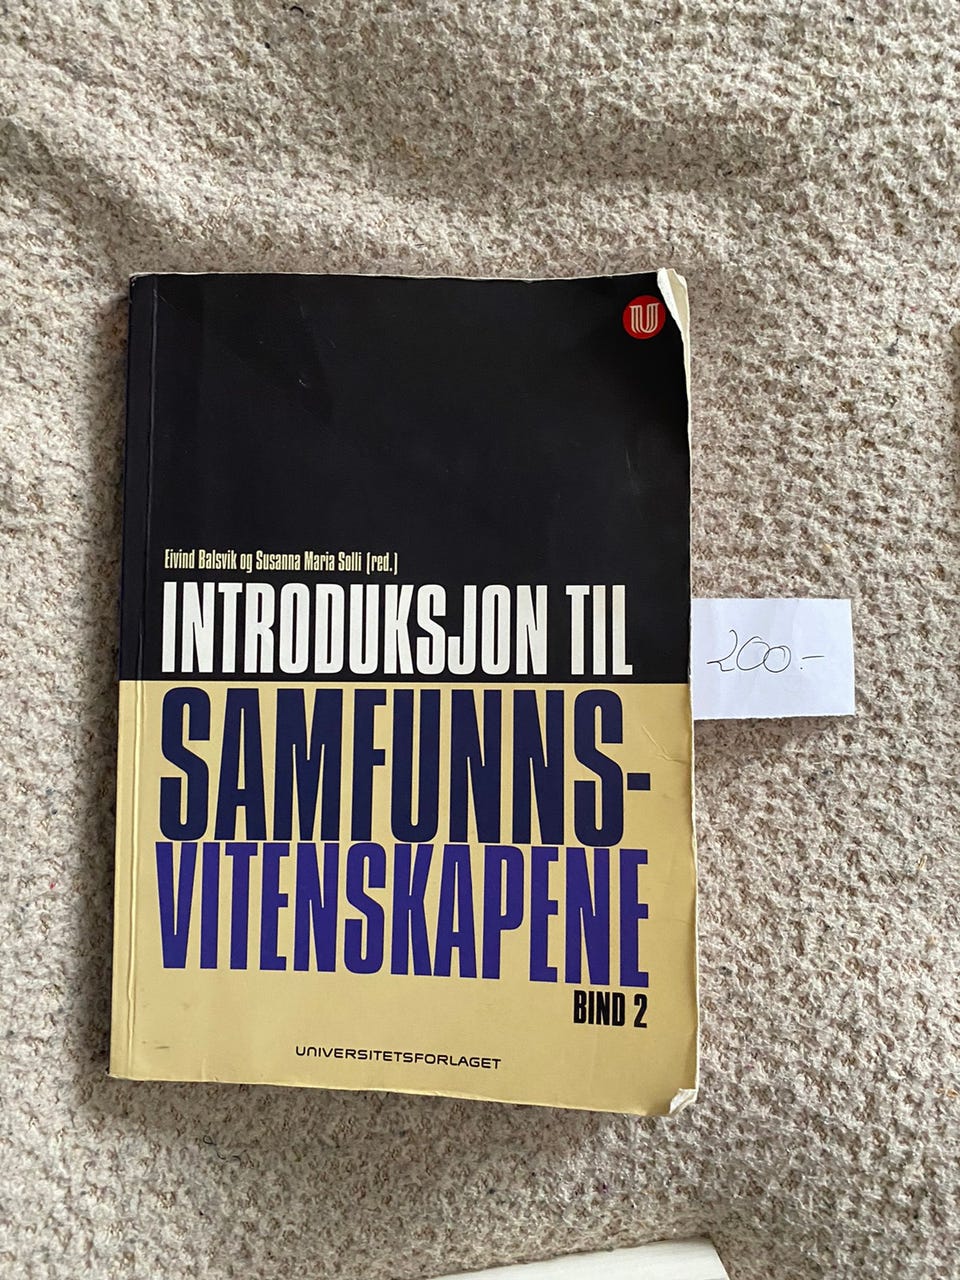 U
Eivind Balsvik og Susanna Maria Solli (red.)
INTRODUKSJON TIL
SAMFUNNS-
VITENSKAPENE
BIND 2
UNIVERSITETSFORLAGET
200.-